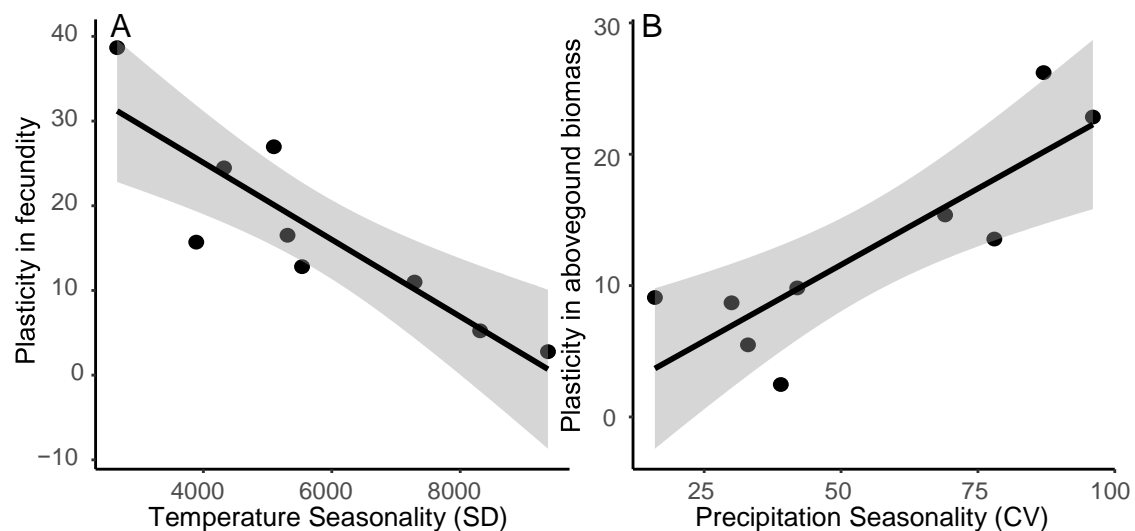 A
Plasticity in fecundity
40
30
20
10
0
−10
4000 6000 8000
Temperature Seasonality (SD)
B
Plasticity in abovegound biomass
30
20
10
0
25 50 75 100
Precipitation Seasonality (CV)